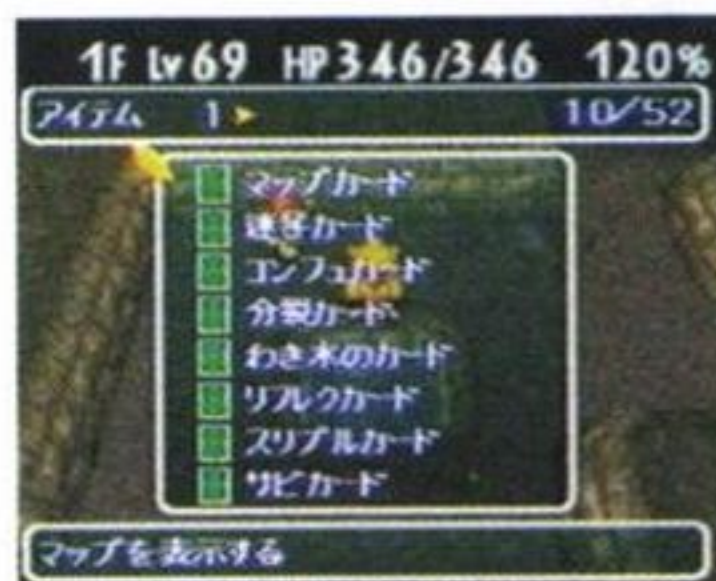 1F Lv69 HP346/346 120%
アイテム 1 10/52
マップカード
迷子カード
コンフュカード
分裂カード
わき水のカード
リフレクカード
スリプルカード
サビカード
マップを表示する